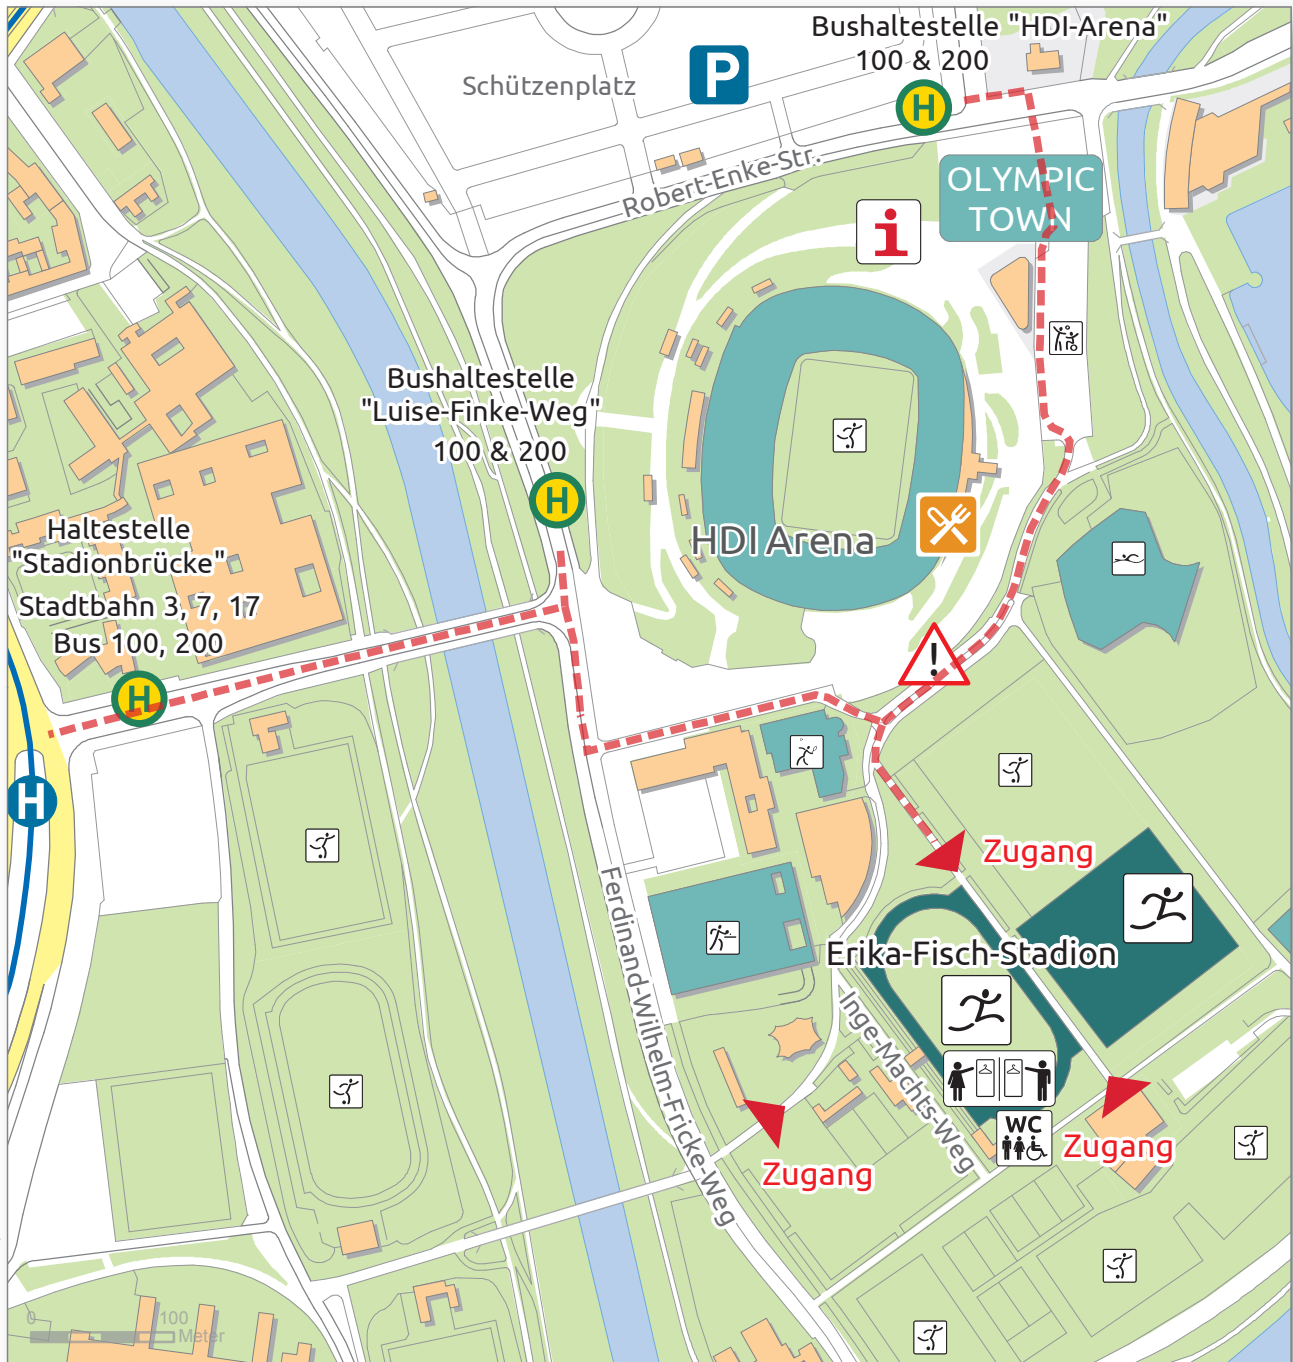 Bushaltestelle "HDI-Arena"
100 & 200
H
P
Schützenplatz
Robert-Enke-Str.
OLYMPIC
TOWN
i
Bushaltestelle
"Luise-Finke-Weg"
100 & 200
H
HDI Arena
Haltestelle
"Stadionbrücke"
Stadtbahn 3, 7, 17
Bus 100, 200
H
H
!
Zugang
Erika-Fisch-Stadion
Ferdinand-Wilhelm-Fricke-Weg
Inge-Machts-Weg
WC
Zugang
Zugang
0 100
Meter